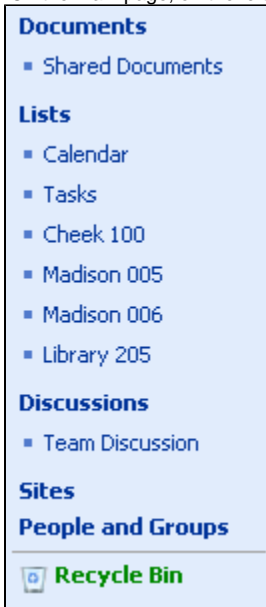 Documents
Shared Documents
Lists
Calendar
Tasks
Cheek 100
Madison 005
Madison 006
Library 205
Discussions
Team Discussion
Sites
People and Groups
Recycle Bin